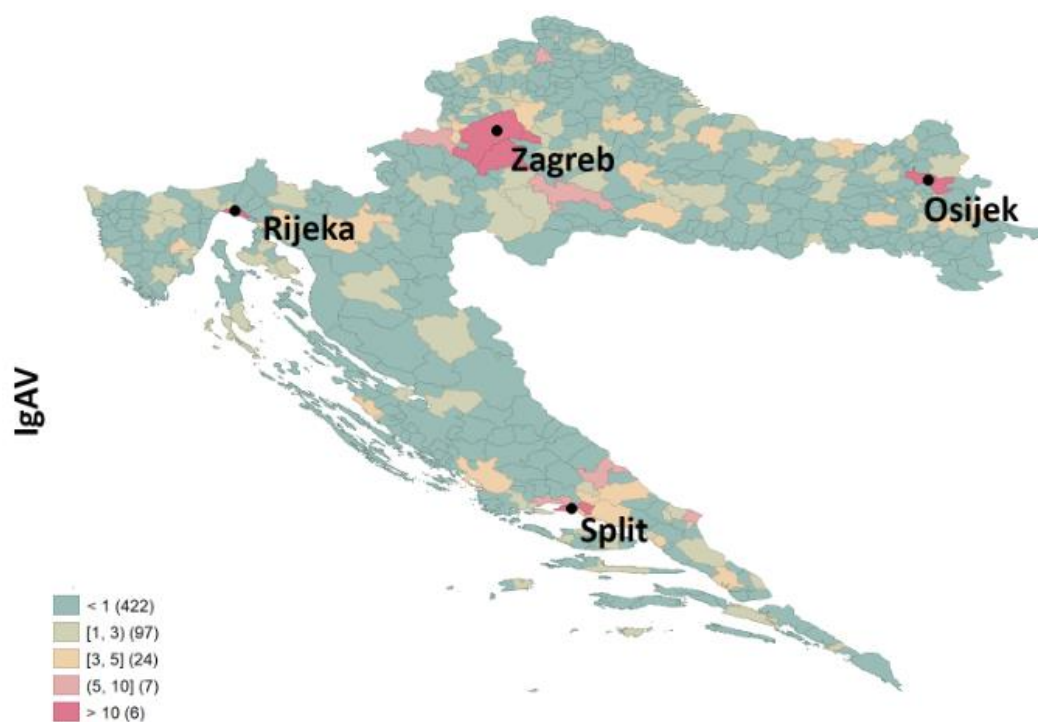 Zagreb
Osijek
Rijeka
IgAV
Split
< 1 (422)
[1, 3) (97)
[3, 5] (24)
(5, 10] (7)
> 10 (6)